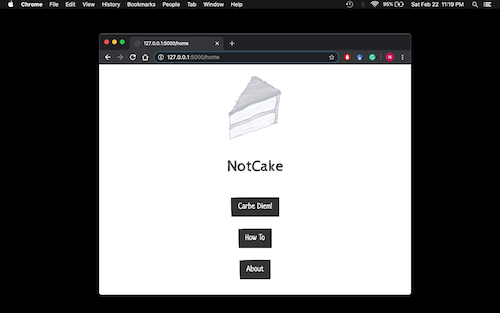 Chrome File Edit View History Bookmarks People Tab Window Help 95% Sat Feb 22 11:19 PM
127.0.0.1:5000/home
127.0.0.1:5000/home
NotCake
Carbe Diem!
How To
About